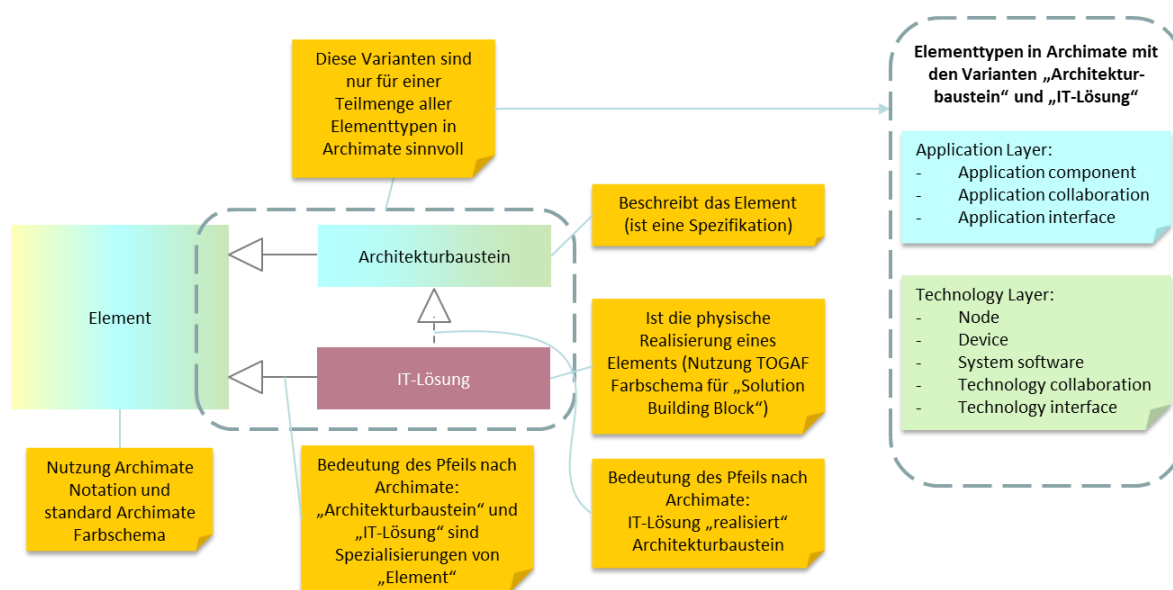 Diese Varianten sind
nur für einer
Teilmenge aller
Elementtypen in
Archimate sinnvoll
Elementtypen in Archimate mit
den Varianten „Architektur-
baustein“ und „IT-Lösung“
Application Layer:
- Application component
- Application collaboration
- Application interface
Beschreibt das Element
(ist eine Spezifikation)
Architekturbaustein
Element
Technology Layer:
- Node
- Device
- System software
- Technology collaboration
- Technology interface
Ist die physische
Realisierung eines
Elements (Nutzung TOGAF
Farbschema für „Solution
Building Block“)
IT-Lösung
Nutzung Archimate
Notation und
standard Archimate
Farbschema
Bedeutung des Pfeils nach
Archimate:
„Architekturbaustein“ und
„IT-Lösung“ sind
Spezialisierungen von
„Element“
Bedeutung des Pfeils nach
Archimate:
IT-Lösung „realisiert“
Architekturbaustein